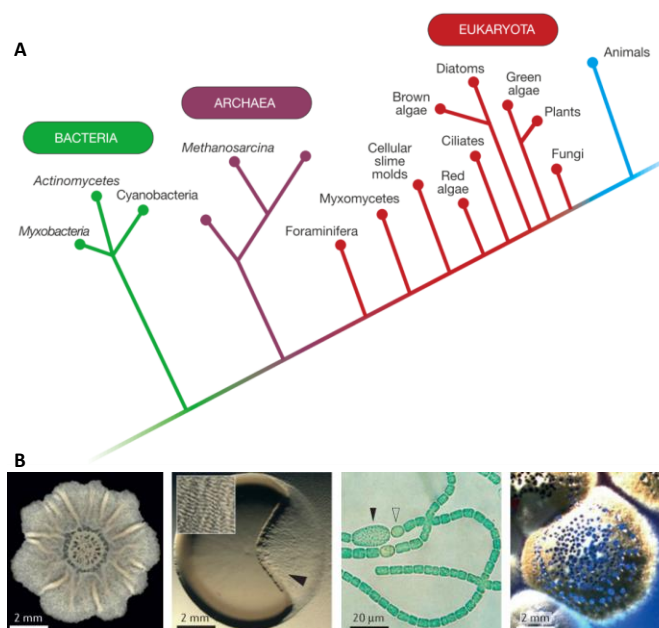 A
EUKARYOTA
Animals
Diatoms
Green
algae
Brown
algae
Plants
ARCHAEA
BACTERIA
Methanosarcina
Cellular
slime
molds
Ciliates
Fungi
Red
algae
Actinomycetes
Cyanobacteria
Myxomycetes
Myxobacteria
Foraminifera
B
2 mm
2 mm
20 µm
2 mm